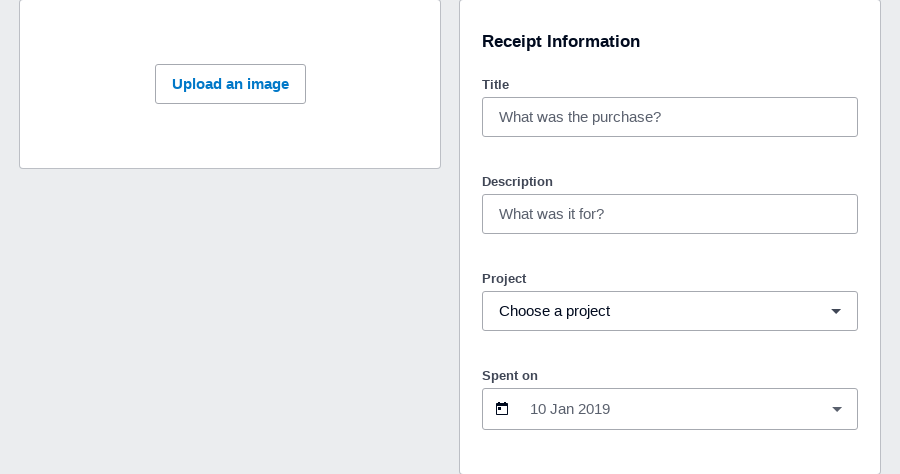 Upload an image
Receipt Information
Title
What was the purchase?
Description
What was it for?
Project
Choose a project
Spent on
10 Jan 2019